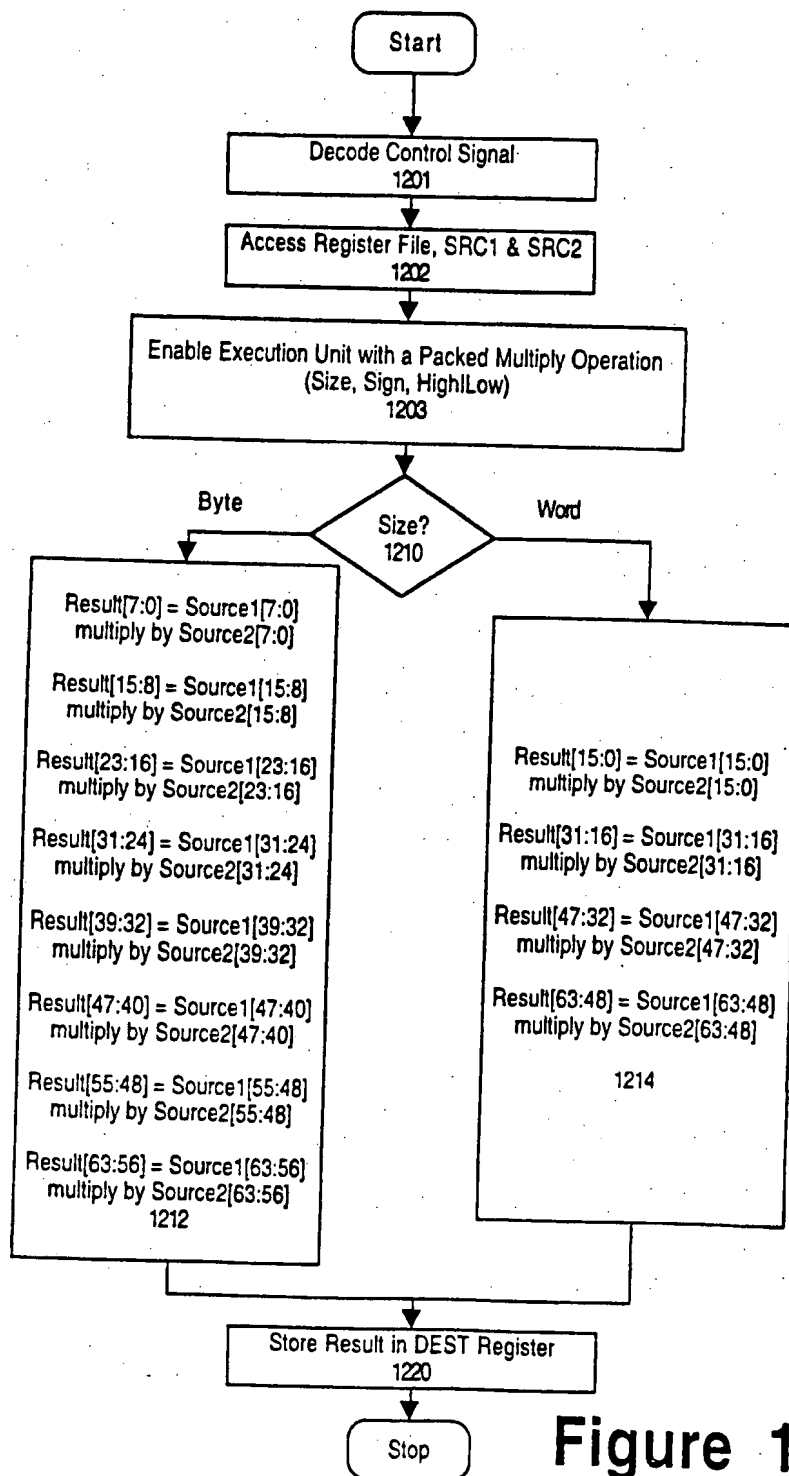 Start
Decode Control Signal
1201
Access Register File, SRC1 & SRC2
1202
Enable Execution Unit with a Packed Multiply Operation
(Size, Sign, High|Low)
1203
Byte
Size?
1210
Word
Result[7:0] = Source1[7:0]
multiply by Source2[7:0]
Result[15:8] = Source1[15:8]
multiply by Source2[15:8]
Result[23:16] = Source1[23:16]
multiply by Source2[23:16]
Result[31:24] = Source1[31:24]
multiply by Source2[31:24]
Result[39:32] = Source1[39:32]
multiply by Source2[39:32]
Result[47:40] = Source1[47:40]
multiply by Source2[47:40]
Result[55:48] = Source1[55:48]
multiply by Source2[55:48]
Result[63:56] = Source1[63:56]
multiply by Source2[63:56]
1212
Result[15:0] = Source1[15:0]
multiply by Source2[15:0]
Result[31:16] = Source1[31:16]
multiply by Source2[31:16]
Result[47:32] = Source1[47:32]
multiply by Source2[47:32]
Result[63:48] = Source1[63:48]
multiply by Source2[63:48]
1214
Store Result in DEST Register
1220
Stop
Figure 1